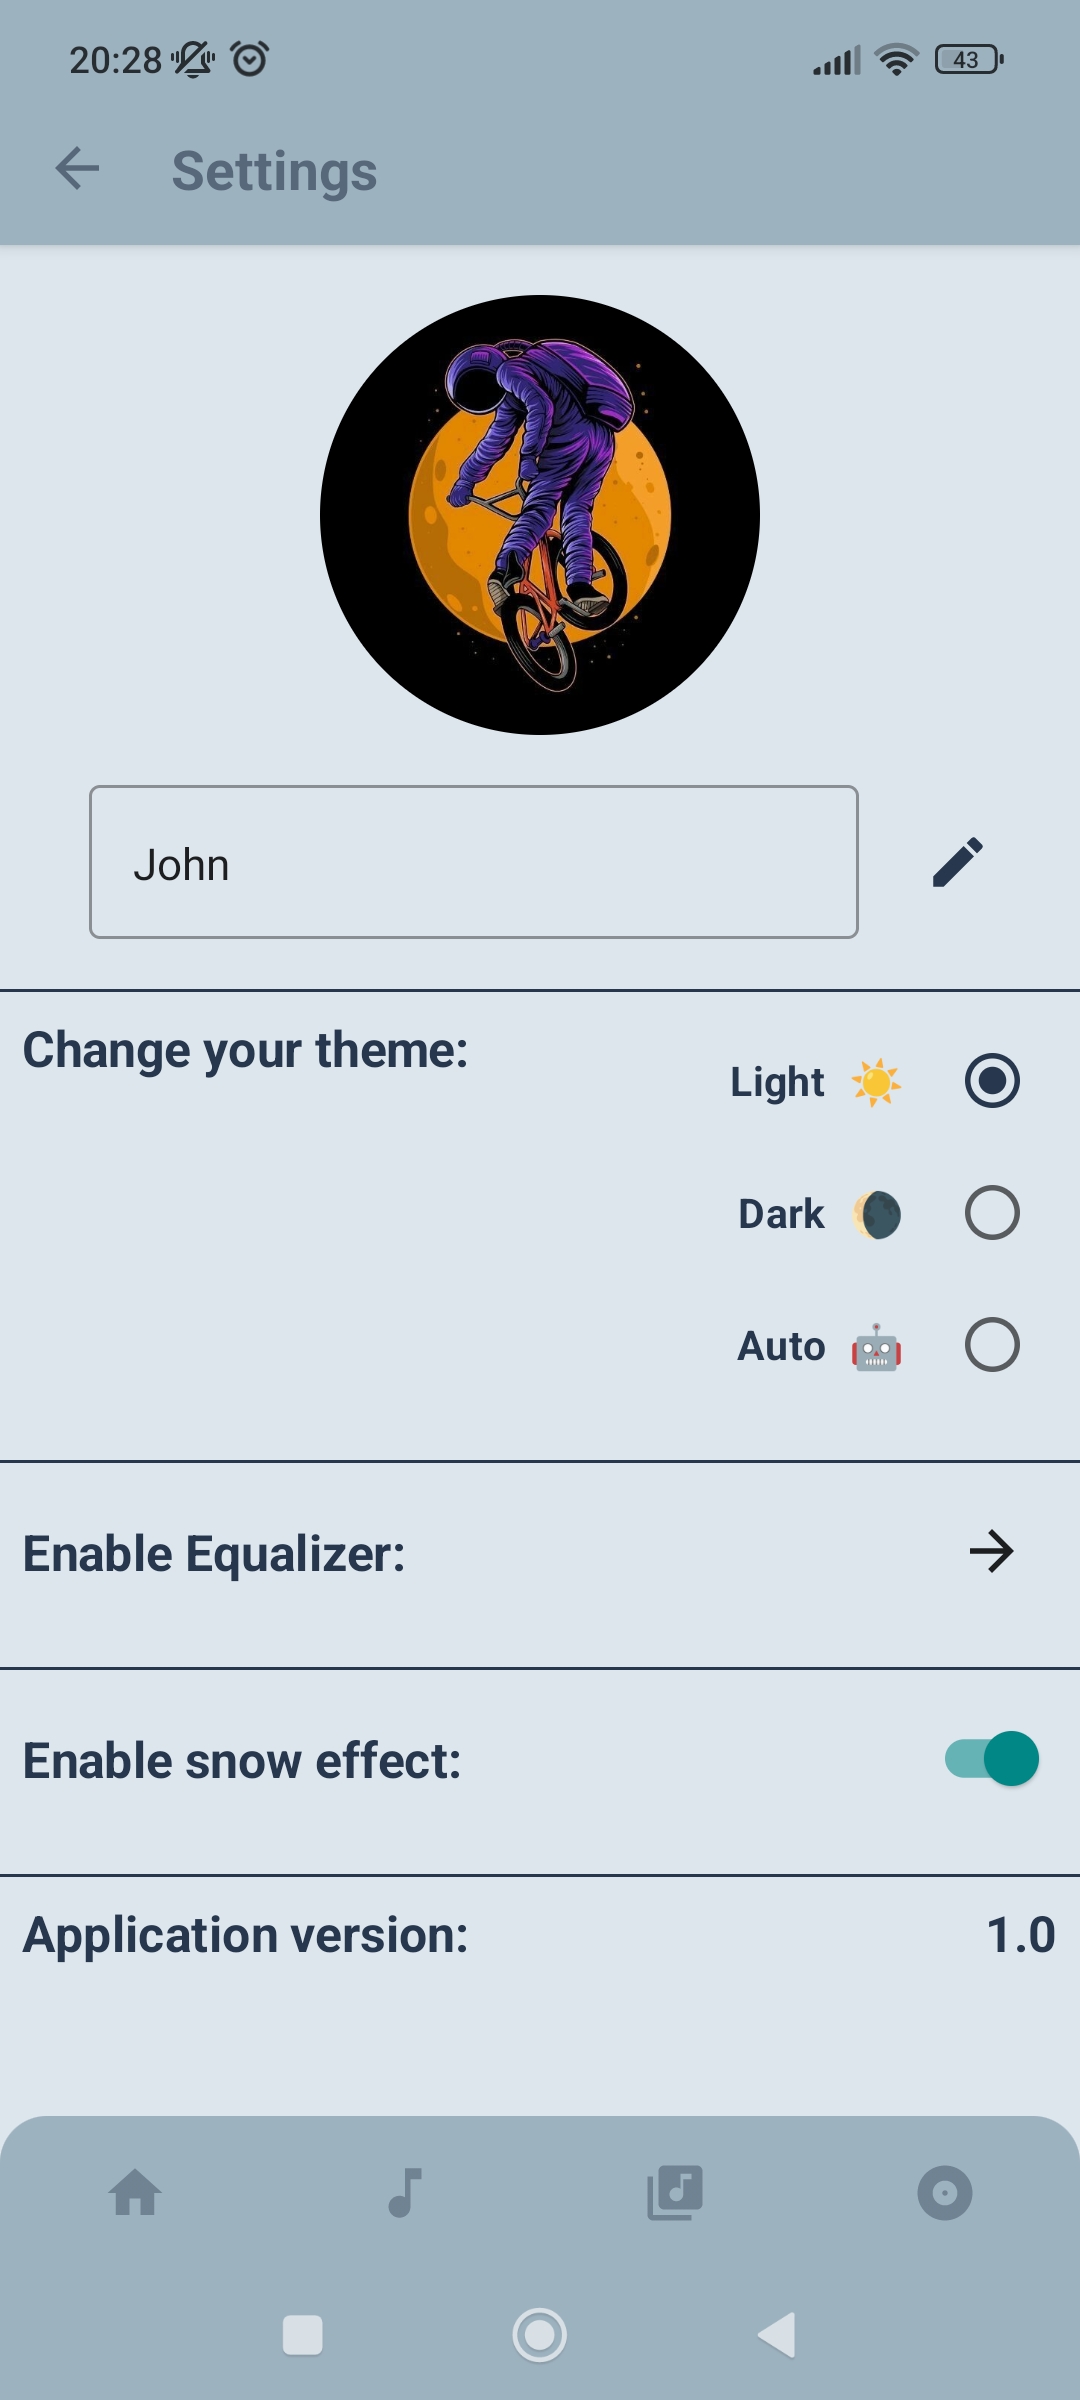 20:28
43
Settings
John
Change your theme:
Light ☀️
Dark 🌘
Auto 🤖
Enable Equalizer:
Enable snow effect:
Application version: 1.0